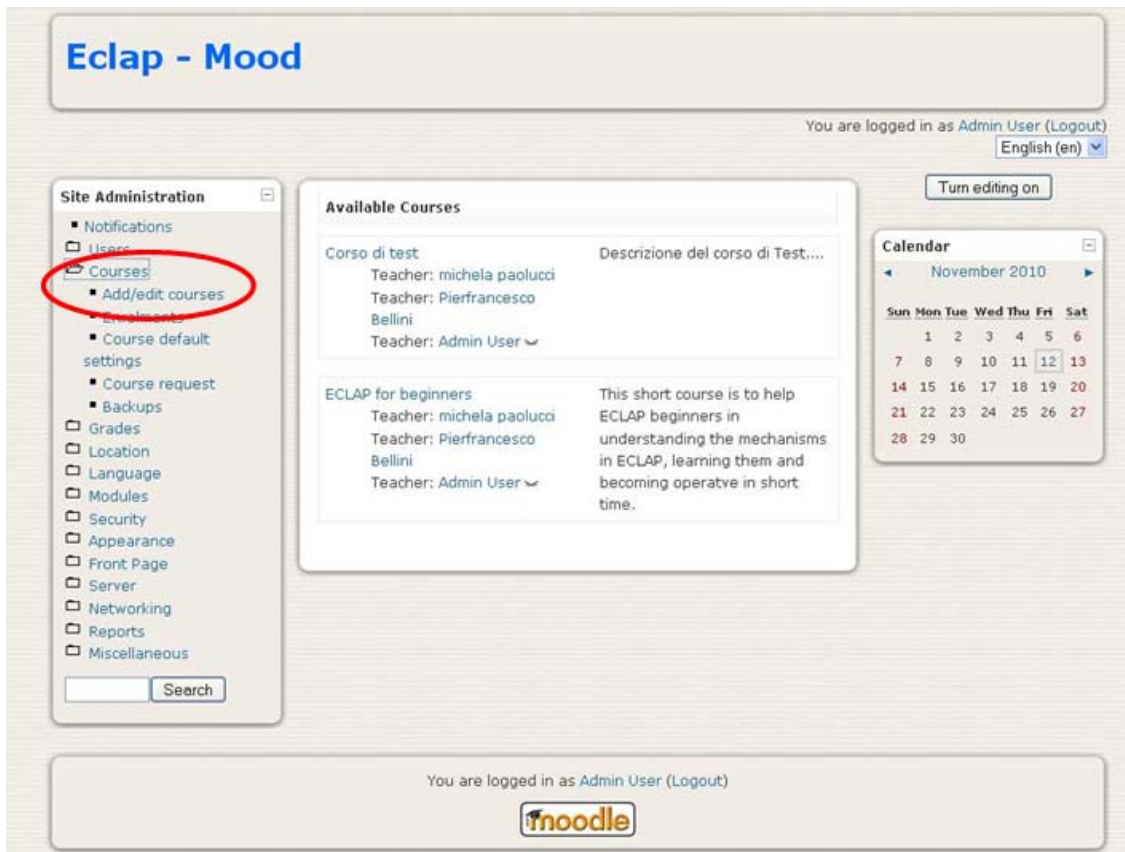 Eclap - Mood
You are logged in as Admin User (Logout)
English (en)
Turn editing on
Site Administration
Notifications
Users
Courses
Add/edit courses
Enrolments
Course default
settings
Course request
Backups
Grades
Location
Language
Modules
Security
Appearance
Front Page
Server
Networking
Reports
Miscellaneous
Search
Available Courses
Corso di test
Teacher: michela paolucci
Teacher: Pierfrancesco
Bellini
Teacher: Admin User
Descrizione del corso di Test....
ECLAP for beginners
Teacher: michela paolucci
Teacher: Pierfrancesco
Bellini
Teacher: Admin User
This short course is to help
ECLAP beginners in
understanding the mechanisms
in ECLAP, learning them and
becoming operatve in short
time.
Calendar
November 2010
Sun Mon Tue Wed Thu Fri Sat
1 2 3 4 5 6
7 8 9 10 11 12 13
14 15 16 17 18 19 20
21 22 23 24 25 26 27
28 29 30
You are logged in as Admin User (Logout)
moodle